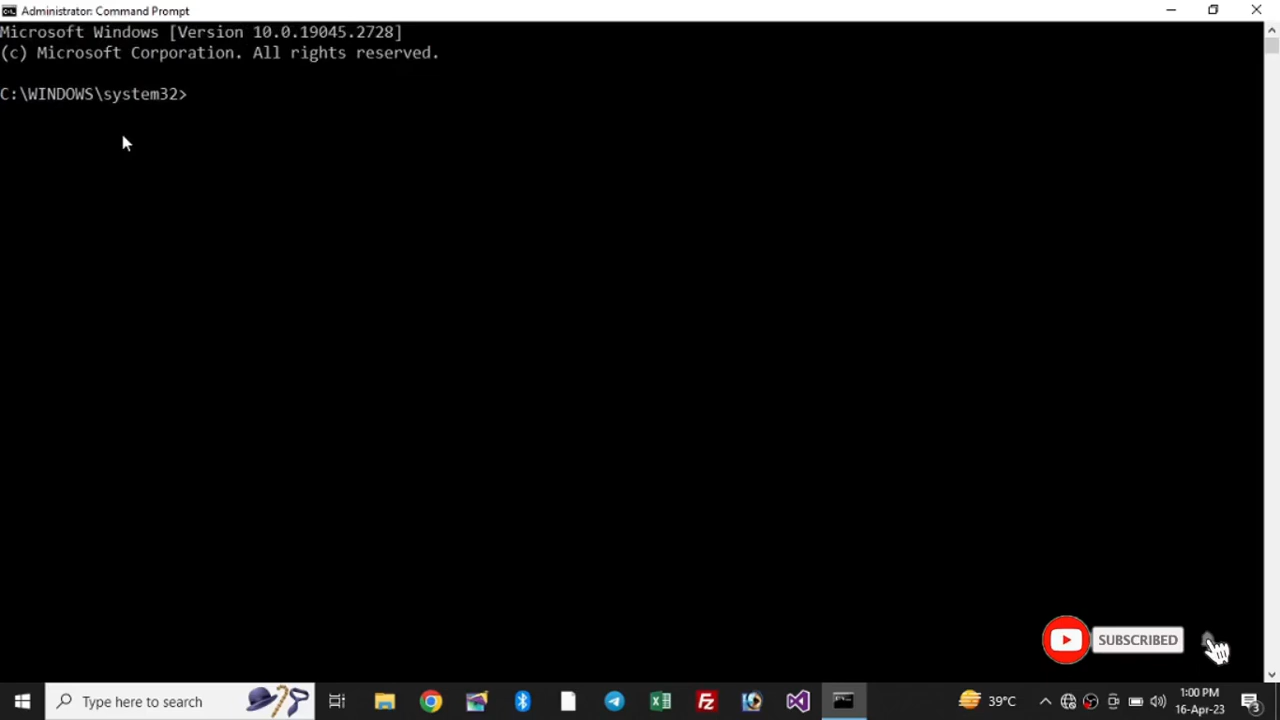 Administrator: Command Prompt
Microsoft Windows [Version 10.0.19045.2728]
(c) Microsoft Corporation. All rights reserved.
C:\WINDOWS\system32>
SUBSCRIBED
Type here to search
39°C
1:00 PM
16-Apr-23
3